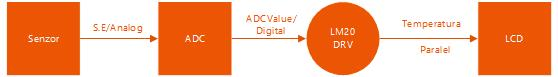 Senzor
S.E/Analog
ADC
ADCValue/
Digital
LM20
DRV
Temperatura
Paralel
LCD